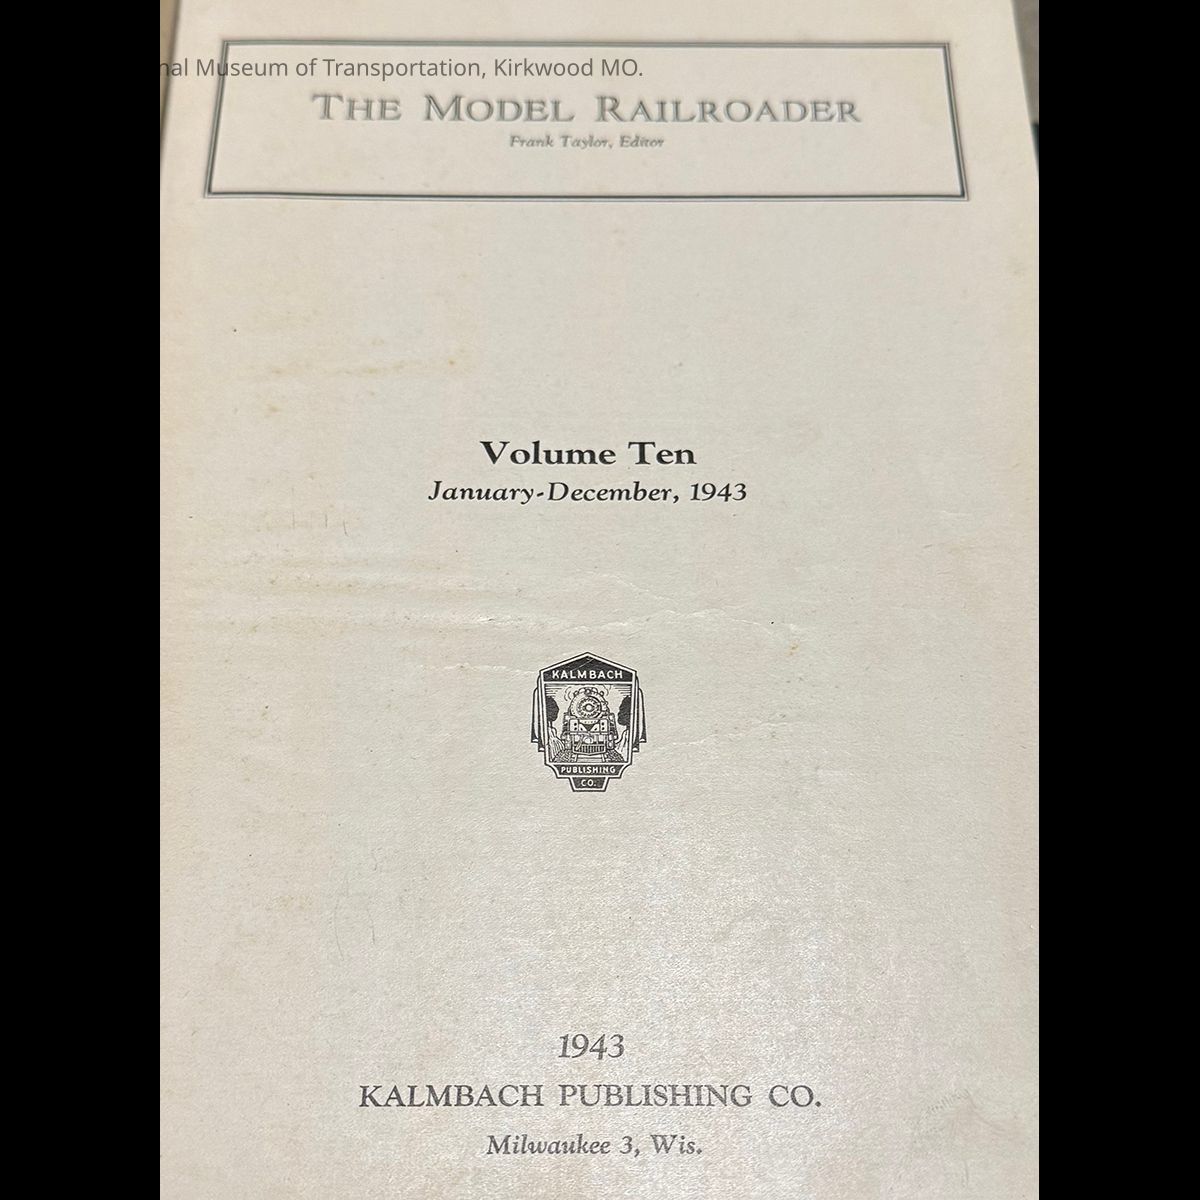 nal Museum of Transportation, Kirkwood MO.
THE MODEL RAILROADER
Frank Taylor, Editor
Volume Ten
January-December, 1943
KALMBACH
PUBLISHING
CO.
1943
KALMBACH PUBLISHING CO.
Milwaukee 3, Wis.